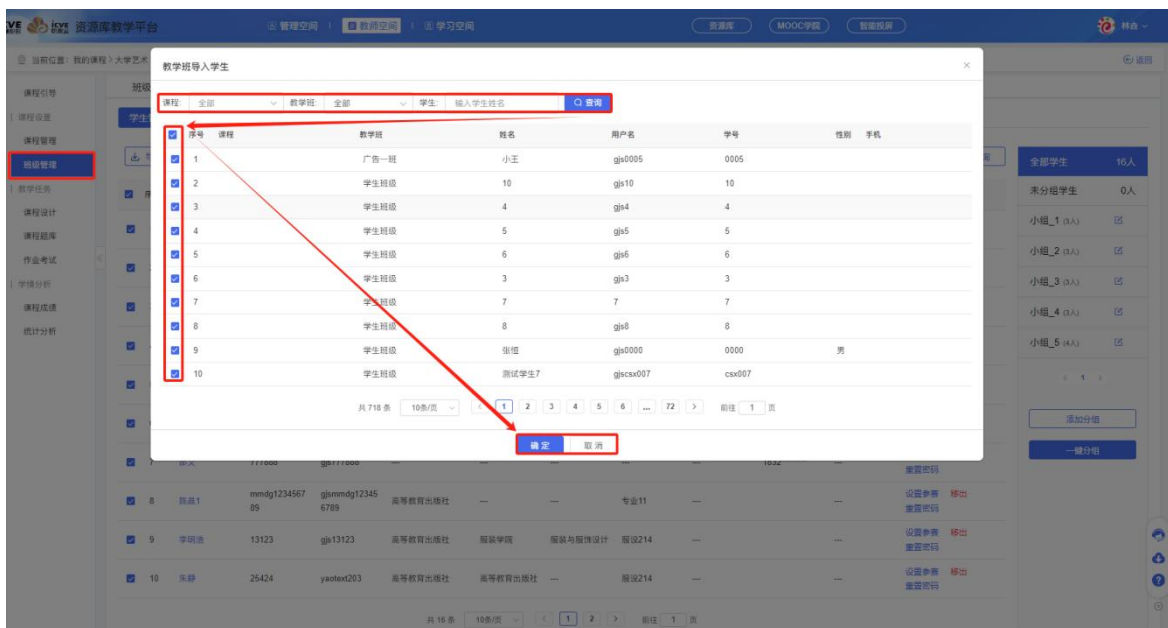 icve 智慧职教 资源库教学平台 管理空间 教师空间 学习空间 资源库 MOOC学院 智能投屏 林鑫
当前位置: 我的课程 > 大学艺术 返回
教学班导入学生
课程引导
班级
课程: 全部 教学班: 全部 学生: 输入学生姓名 查询
课程设置
学生
序号 课程 教学班 姓名 用户名 学号 性别 手机
课程管理
班级管理
1 广告一班 小王 gjs0005 0005
全部学生 16人
教学任务
2 学生班级 10 gjs10 10
未分组学生 0人
课程设计
3 学生班级 4 gjs4 4
小组_1 (3人)
课程题库
4 学生班级 5 gjs5 5
小组_2 (3人)
作业考试
5 学生班级 6 gjs6 6
学情分析
6 学生班级 3 gjs3 3
小组_3 (3人)
课程成绩
7 学生班级 7 7 7
小组_4 (3人)
统计分析
8 学生班级 8 gjs8 8
9 学生班级 张恒 gjs0000 0000 男
小组_5 (4人)
10 学生班级 测试学生7 gjscsx007 csx007
< 1 >
共 718 条 10条/页 < 1 2 3 4 5 6 ... 72 > 前往 1 页
添加分组
确定 取消
一键分组
7 777888 gjs777888 --- --- --- --- 1832 --- 重置密码
8 陈晶1 mmdg123456789 gjsmmdg123456789 高等教育出版社 --- --- 专业11 --- --- 设置参赛 移出
重置密码
9 李明浩 13123 gjs13123 高等教育出版社 服装学院 服装与服饰设计 服设214 --- --- 设置参赛 移出
重置密码
10 朱静 25424 yaotext203 高等教育出版社 高等教育出版社 --- 服设214 --- --- 设置参赛 移出
重置密码
共 16 条 10条/页 < 1 2 > 前往 1 页